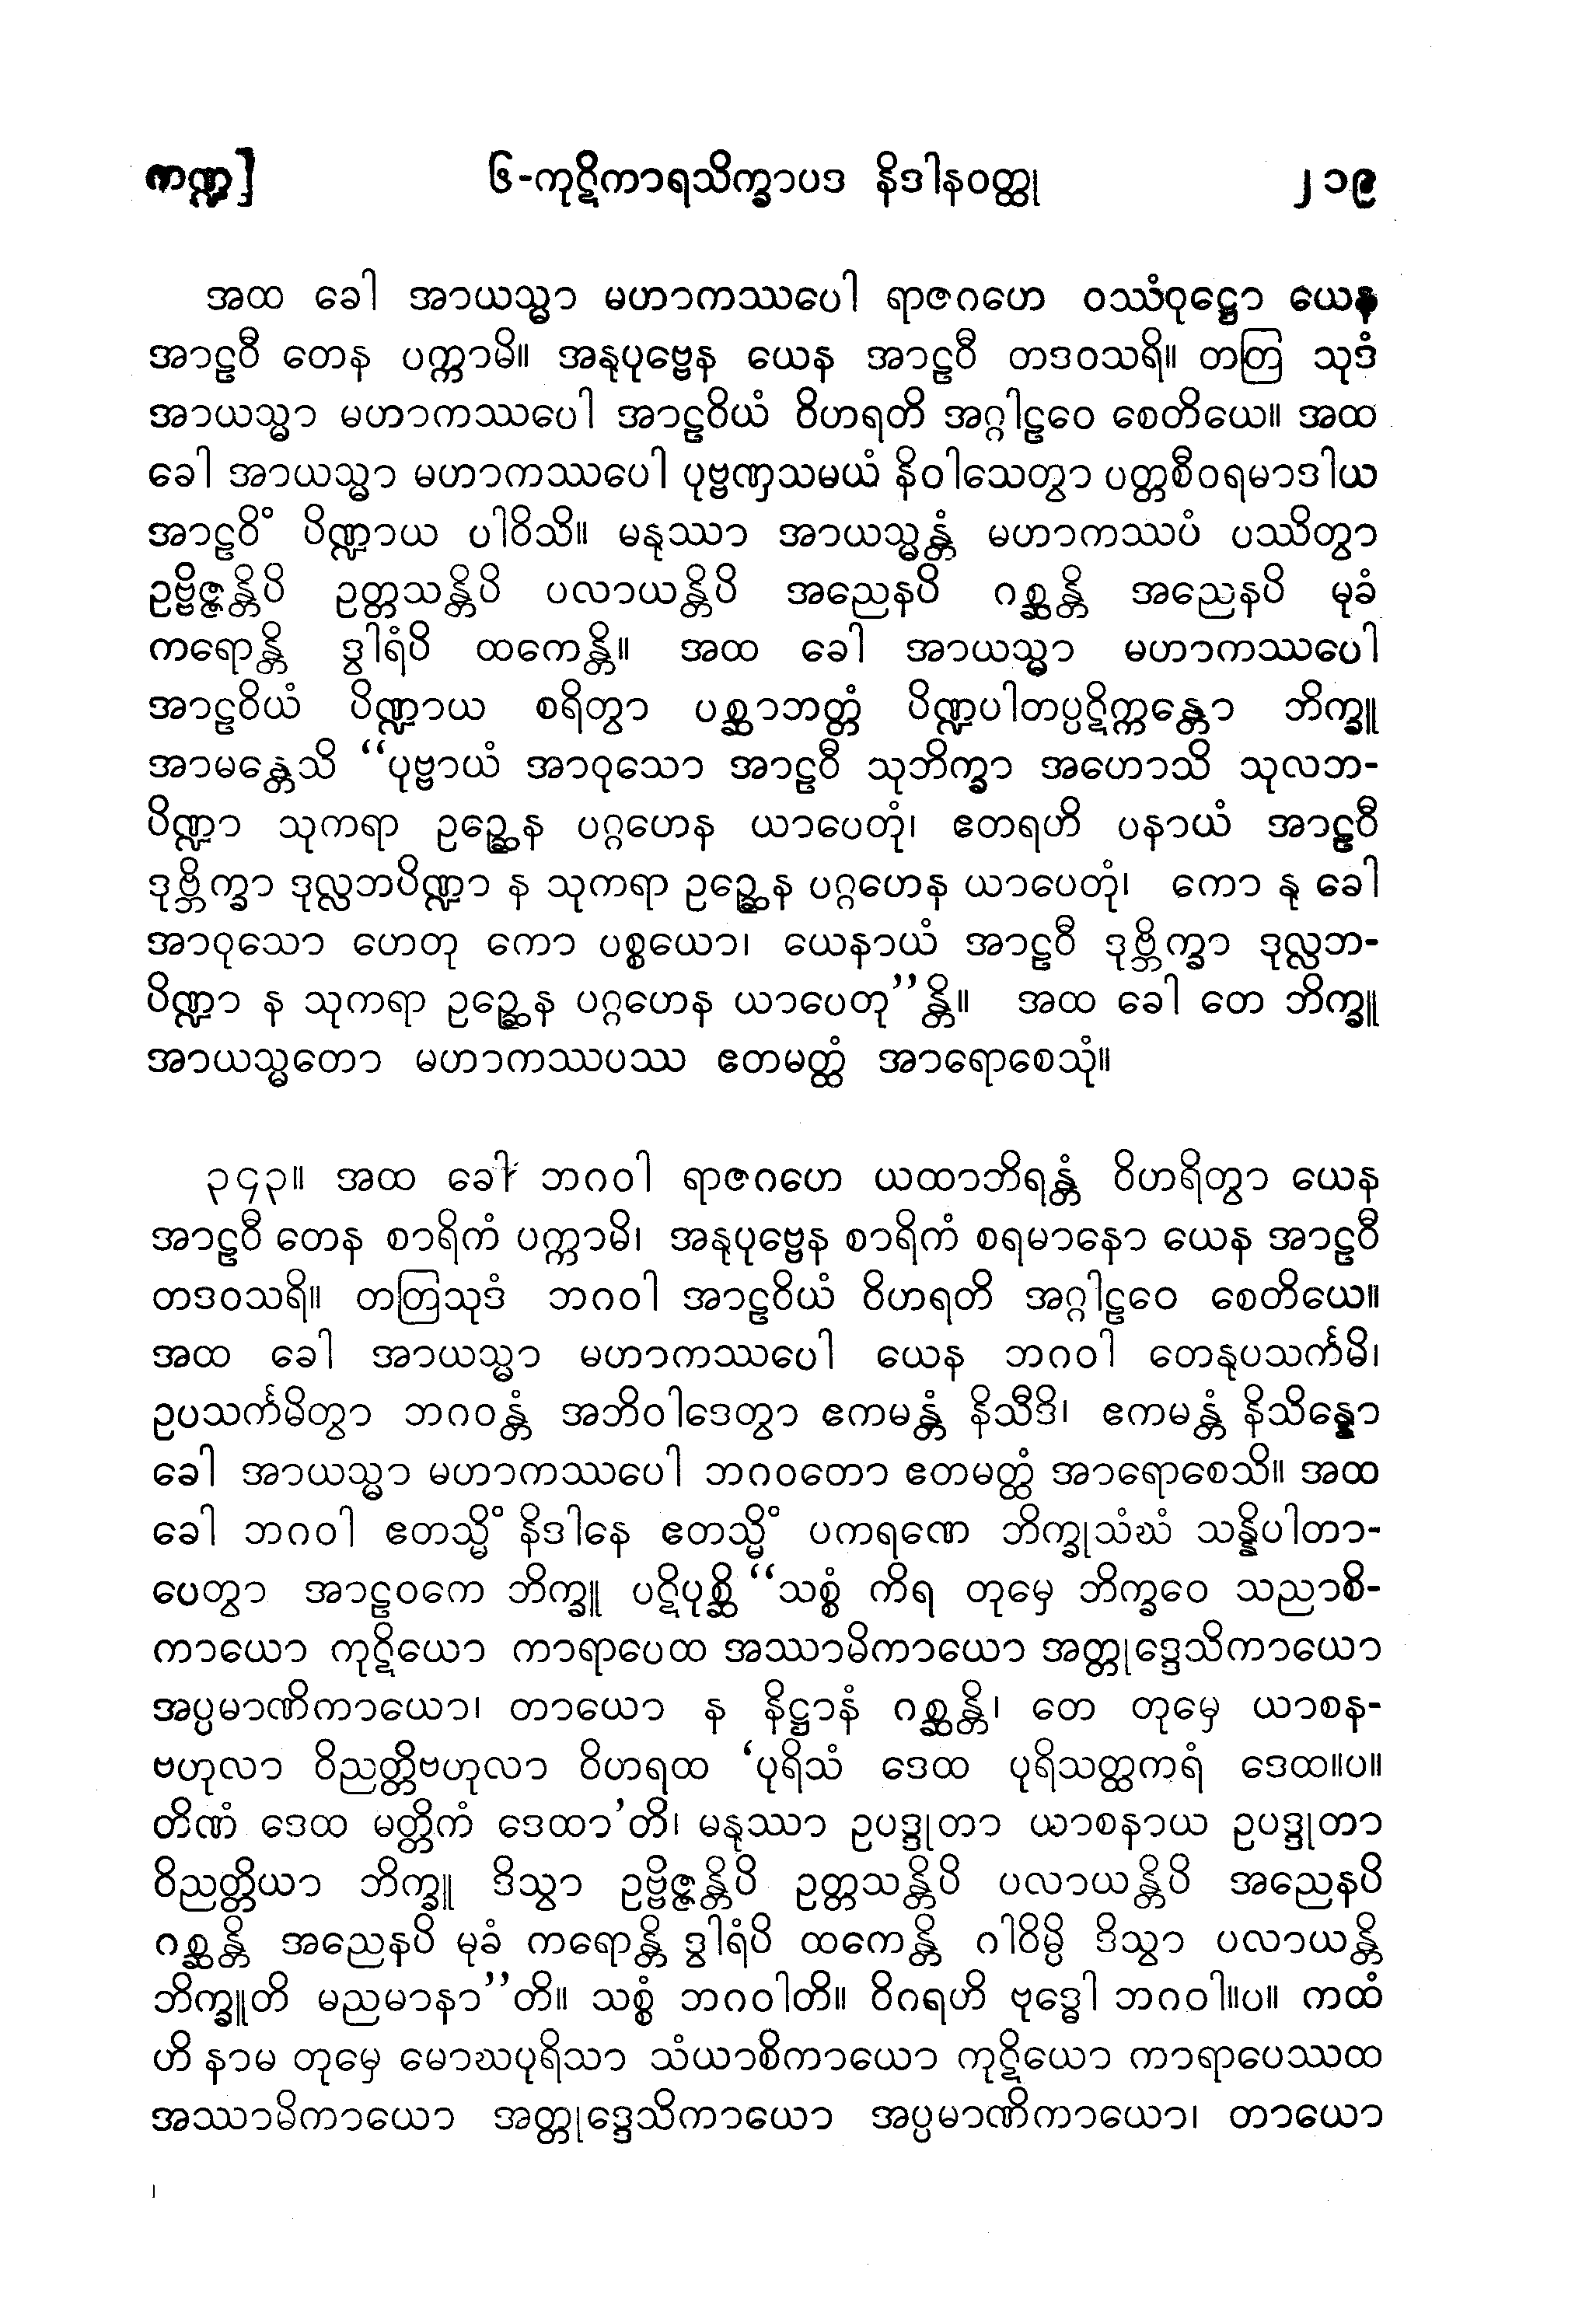 ကဏ္ဍ] ၆-ကုဋိကာရသိက္ခာပဒ နိဒါနဝတ္ထု ၂၁၉
အထ ခေါ အာယသ္မာ မဟာကဿပေါ ရာဇဂဟေ ဝဿံဝုဋ္ဌော ယေန
အာဠဝီ တေန ပက္ကာမိ။ အနုပုဗ္ဗေန ယေန အာဠဝီ တဒဝသရိ။ တတြ သုဒံ
အာယသ္မာ မဟာကဿပေါ အာဠဝိယံ ဝိဟရတိ အဂ္ဂါဠဝေ စေတိယေ။ အထ
ခေါ အာယသ္မာ မဟာကဿပေါ ပုဗ္ဗဏှသမယံ နိဝါသေတွာ ပတ္တစီဝရမာဒါယ
အာဠဝိံ ပိဏ္ဍာယ ပါဝိသိ။ မနုဿာ အာယသ္မန္တံ မဟာကဿပံ ပဿိတွာ
ဥဗ္ဗိဇ္ဇန္တိပိ ဥတ္တသန္တိပိ ပလာယန္တိပိ အညေနပိ ဂစ္ဆန္တိ အညေနပိ မုခံ
ကရောန္တိ ဒွါရံပိ ထကေန္တိ။ အထ ခေါ အာယသ္မာ မဟာကဿပေါ
အာဠဝိယံ ပိဏ္ဍာယ စရိတွာ ပစ္ဆာဘတ္တံ ပိဏ္ဍပါတပ္ပဋိက္ကန္တော ဘိက္ခူ
အာမန္တေသိ “ပုဗ္ဗာယံ အာဝုသော အာဠဝီ သုဘိက္ခာ အဟောသိ သုလဘ-
ပိဏ္ဍာ သုကရာ ဥဉ္ဆေန ပဂ္ဂဟေန ယာပေတုံ၊ ဧတရဟိ ပနာယံ အာဠဝီ
ဒုဗ္ဘိက္ခာ ဒုလ္လဘပိဏ္ဍာ န သုကရာ ဥဉ္ဆေန ပဂ္ဂဟေန ယာပေတုံ၊ ကော နု ခေါ
အာဝုသော ဟေတု ကော ပစ္စယော၊ ယေနာယံ အာဠဝီ ဒုဗ္ဘိက္ခာ ဒုလ္လဘ-
ပိဏ္ဍာ န သုကရာ ဥဉ္ဆေန ပဂ္ဂဟေန ယာပေတု”န္တိ။ အထ ခေါ တေ ဘိက္ခူ
အာယသ္မတော မဟာကဿပဿ ဧတမတ္ထံ အာရောစေသုံ။
၃၄၃။ အထ ခေါ ဘဂဝါ ရာဇဂဟေ ယထာဘိရန္တံ ဝိဟရိတွာ ယေန
အာဠဝီ တေန စာရိကံ ပက္ကာမိ၊ အနုပုဗ္ဗေန စာရိကံ စရမာနော ယေန အာဠဝီ
တဒဝသရိ။ တတြသုဒံ ဘဂဝါ အာဠဝိယံ ဝိဟရတိ အဂ္ဂါဠဝေ စေတိယေ။
အထ ခေါ အာယသ္မာ မဟာကဿပေါ ယေန ဘဂဝါ တေနုပသင်္ကမိ၊
ဥပသင်္ကမိတွာ ဘဂဝန္တံ အဘိဝါဒေတွာ ဧကမန္တံ နိသီဒိ၊ ဧကမန္တံ နိသိန္နော
ခေါ အာယသ္မာ မဟာကဿပေါ ဘဂဝတော ဧတမတ္ထံ အာရောစေသိ။ အထ
ခေါ ဘဂဝါ ဧတသ္မိံ နိဒါနေ ဧတသ္မိံ ပကရဏေ ဘိက္ခုသံဃံ သန္နိပါတာ-
ပေတွာ အာဠဝကေ ဘိက္ခူ ပဋိပုစ္ဆိ “သစ္စံ ကိရ တုမှေ ဘိက္ခဝေ သညာစိ-
ကာယော ကုဋိယော ကာရာပေထ အဿာမိကာယော အတ္တုဒ္ဒေသိကာယော
အပ္ပမာဏိကာယော၊ တာယော န နိဋ္ဌာနံ ဂစ္ဆန္တိ၊ တေ တုမှေ ယာစန-
ဗဟုလာ ဝိညတ္တိဗဟုလာ ဝိဟရထ ‘ပုရိသံ ဒေထ ပုရိသတ္ထကရံ ဒေထ။ပ။
တိဏံ ဒေထ မတ္တိကံ ဒေထာ’တိ၊ မနုဿာ ဥပဒ္ဒုတာ ယာစနာယ ဥပဒ္ဒုတာ
ဝိညတ္တိယာ ဘိက္ခူ ဒိသွာ ဥဗ္ဗိဇ္ဇန္တိပိ ဥတ္တသန္တိပိ ပလာယန္တိပိ အညေနပိ
ဂစ္ဆန္တိ အညေနပိ မုခံ ကရောန္တိ ဒွါရံပိ ထကေန္တိ ဂါဝိမ္ပိ ဒိသွာ ပလာယန္တိ
ဘိက္ခူတိ မညမာနာ”တိ။ သစ္စံ ဘဂဝါတိ။ ဝိဂရဟိ ဗုဒ္ဓေါ ဘဂဝါ။ပ။ ကထံ
ဟိ နာမ တုမှေ မောဃပုရိသာ သံယာစိကာယော ကုဋိယော ကာရာပေဿထ
အဿာမိကာယော အတ္တုဒ္ဒေသိကာယော အပ္ပမာဏိကာယော၊ တာယော